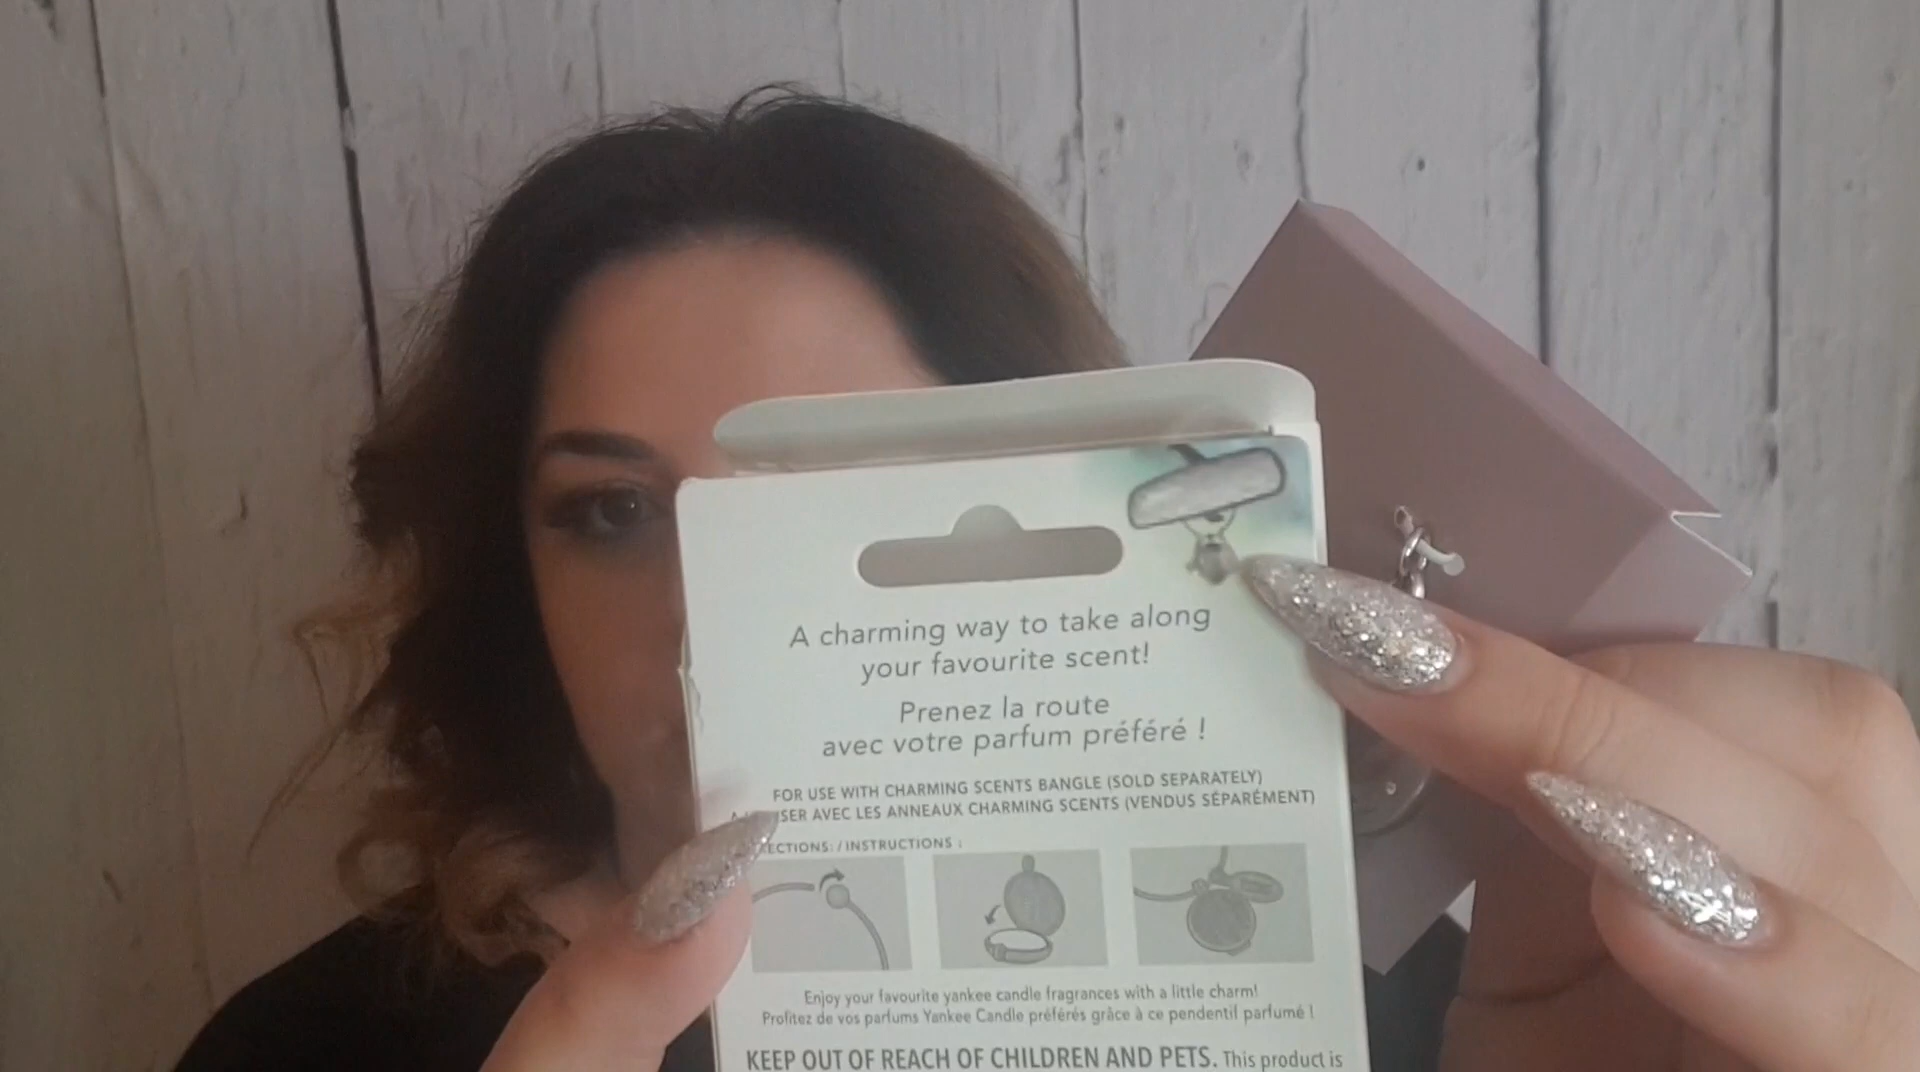 A charming way to take along
your favourite scent!
Prenez la route
avec votre parfum préféré !
FOR USE WITH CHARMING SCENTS BANGLE (SOLD SEPARATELY)
AVEC LES ANNEAUX CHARMING SCENTS (VENDUS SÉPARÉMENT)
/INSTRUCTIONS :
Enjoy your favourite yankee candle fragrances with a little charm!
Profitez de vos parfums Yankee Candle préférés grâce à ce pendentif parfumé !
KEEP OUT OF REACH OF CHILDREN AND PETS. This product is